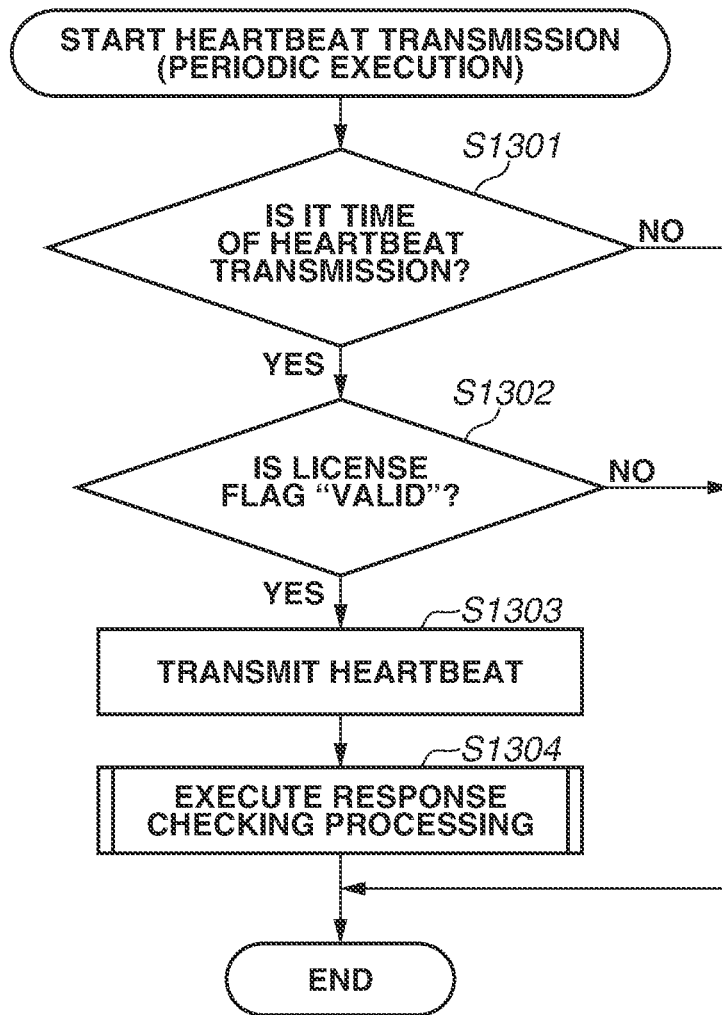 START HEARTBEAT TRANSMISSION
(PERIODIC EXECUTION)
S1301
IS IT TIME
OF HEARTBEAT
TRANSMISSION?
NO
YES
S1302
IS LICENSE
FLAG “VALID”?
NO
YES
S1303
TRANSMIT HEARTBEAT
S1304
EXECUTE RESPONSE
CHECKING PROCESSING
END